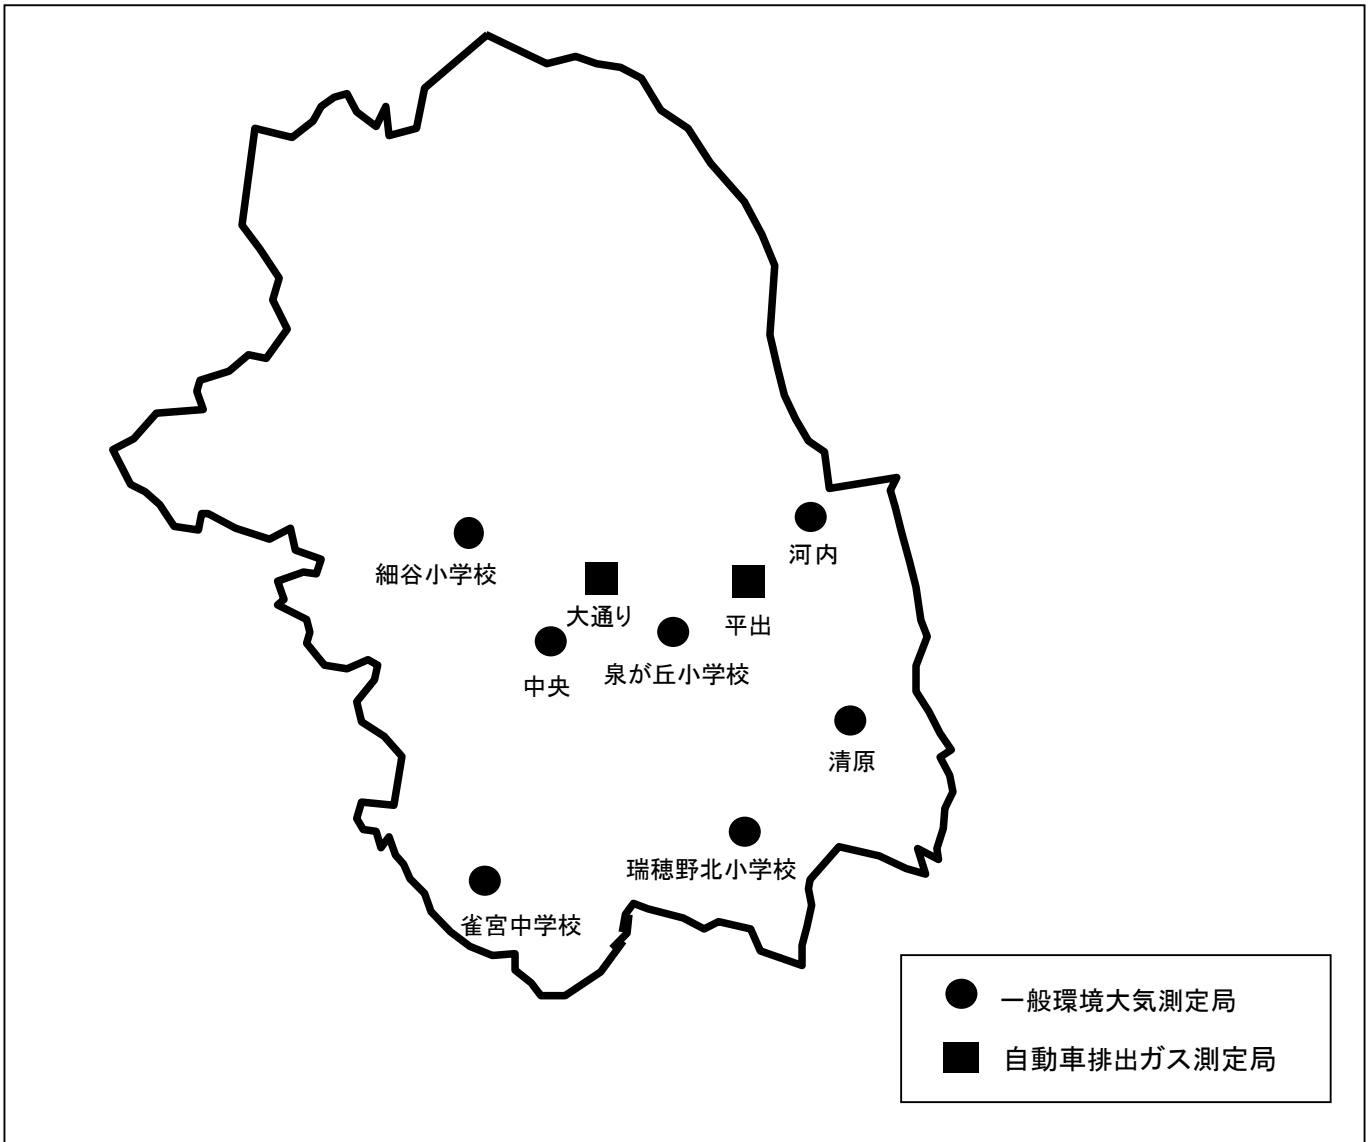 河内
細谷小学校
大通り
平出
泉が丘小学校
中央
清原
瑞穂野北小学校
雀宮中学校
一般環境大気測定局
自動車排出ガス測定局